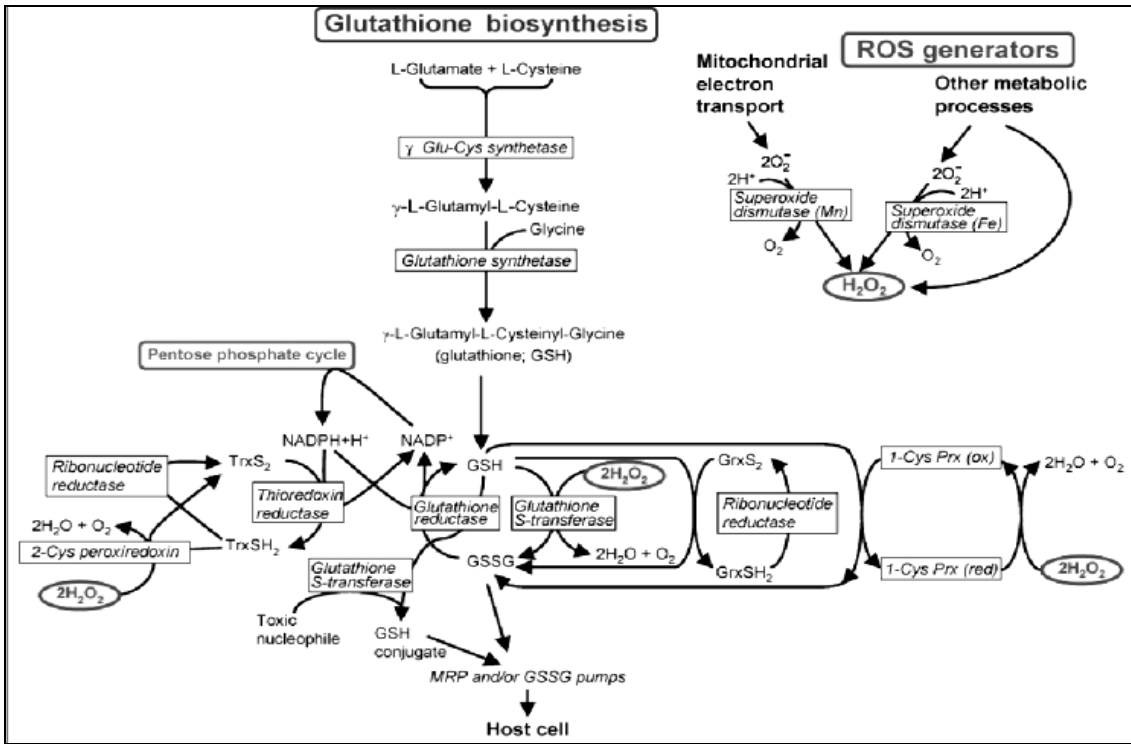 Glutathione biosynthesis
L-Glutamate + L-Cysteine
γ Glu-Cys synthetase
γ-L-Glutamyl-L-Cysteine
Glycine
Glutathione synthetase
γ-L-Glutamyl-L-Cysteinyl-Glycine
(glutathione; GSH)
ROS generators
Mitochondrial
electron
transport
Other metabolic
processes
2O₂⁻
2H⁺
Superoxide
dismutase (Mn)
O₂
2O₂⁻
2H⁺
Superoxide
dismutase (Fe)
O₂
H₂O₂
Pentose phosphate cycle
NADPH+H⁺
NADP⁺
Ribonucleotide
reductase
TrxS₂
Thioredoxin
reductase
2H₂O + O₂
2-Cys peroxiredoxin
TrxSH₂
2H₂O₂
GSH
Glutathione
reductase
GSSG
Glutathione
S-transferase
2H₂O₂
2H₂O + O₂
GrxS₂
Ribonucleotide
reductase
GrxSH₂
1-Cys Prx (ox)
2H₂O + O₂
1-Cys Prx (red)
2H₂O₂
Glutathione
S-transferase
Toxic
nucleophile
GSH
conjugate
MRP and/or GSSG pumps
Host cell